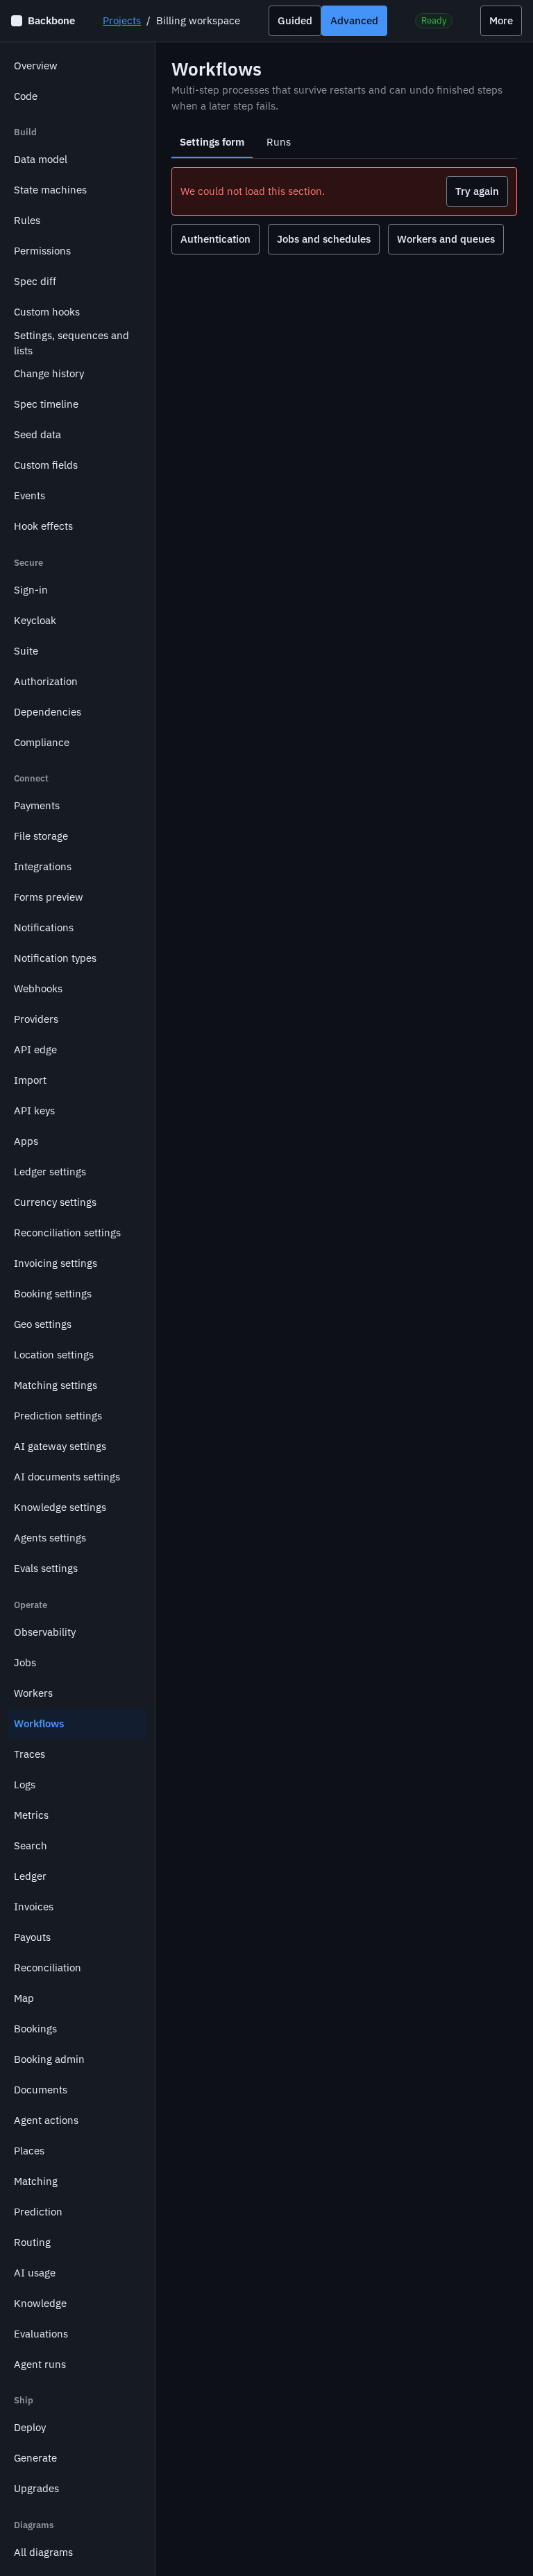 Backbone
Projects / Billing workspace
Guided
Advanced
Ready
More
Overview
Code
Build
Data model
State machines
Rules
Permissions
Spec diff
Custom hooks
Settings, sequences and
lists
Change history
Spec timeline
Seed data
Custom fields
Events
Hook effects
Secure
Sign-in
Keycloak
Suite
Authorization
Dependencies
Compliance
Connect
Payments
File storage
Integrations
Forms preview
Notifications
Notification types
Webhooks
Providers
API edge
Import
API keys
Apps
Ledger settings
Currency settings
Reconciliation settings
Invoicing settings
Booking settings
Geo settings
Location settings
Matching settings
Prediction settings
AI gateway settings
AI documents settings
Knowledge settings
Agents settings
Evals settings
Operate
Observability
Jobs
Workers
Workflows
Traces
Logs
Metrics
Search
Ledger
Invoices
Payouts
Reconciliation
Map
Bookings
Booking admin
Documents
Agent actions
Places
Matching
Prediction
Routing
AI usage
Knowledge
Evaluations
Agent runs
Ship
Deploy
Generate
Upgrades
Diagrams
All diagrams
Workflows
Multi-step processes that survive restarts and can undo finished steps
when a later step fails.
Settings form
Runs
We could not load this section.
Try again
Authentication
Jobs and schedules
Workers and queues